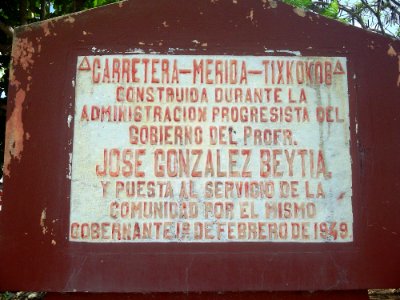 CARRETERA-MERIDA-TIXKOKOB
CONSTRUIDA DURANTE LA
ADMINISTRACION PROGRESISTA DEL
GOBIERNO DEL PROFR.
JOSE GONZALEZ BEYTIA.
Y PUESTA AL SERVICIO DE LA
COMUNIDAD POR EL MISMO
GOBERNANTE 1º DE FEBRERO DE 1949